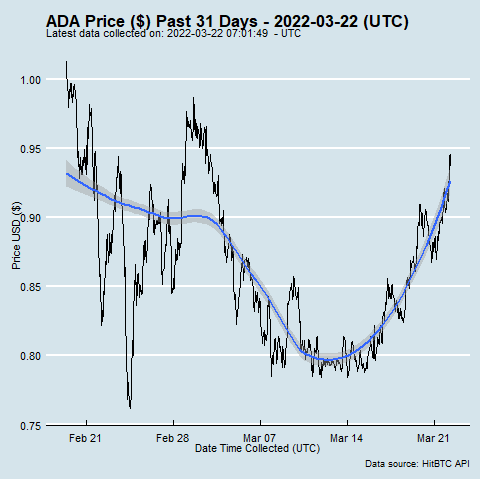 ADA Price ($) Past 31 Days - 2022-03-22 (UTC)
Latest data collected on: 2022-03-22 07:01:49 - UTC
1.00
0.95
0.90
0.85
0.80
0.75
Price USD ($)
Feb 21 Feb 28 Mar 07 Mar 14 Mar 21
Date Time Collected (UTC)
Data source: HitBTC API